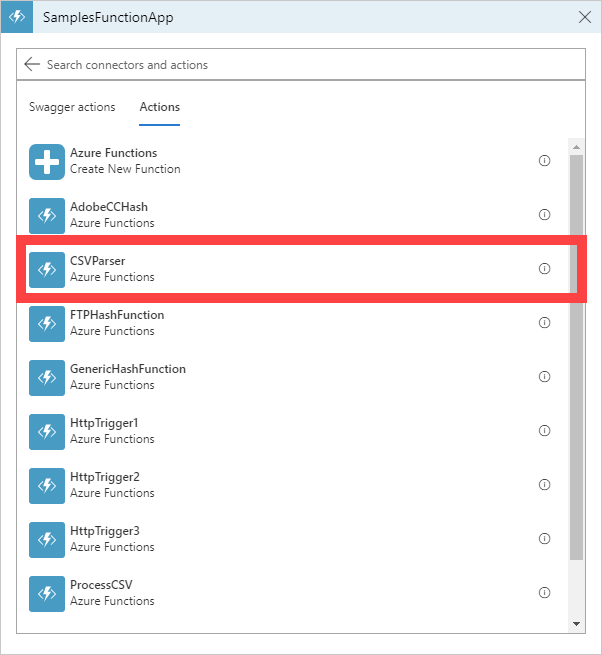 SamplesFunctionApp
Search connectors and actions
Swagger actions Actions
Azure Functions
Create New Function
AdobeCCHash
Azure Functions
CSVParser
Azure Functions
FTPHashFunction
Azure Functions
GenericHashFunction
Azure Functions
HttpTrigger1
Azure Functions
HttpTrigger2
Azure Functions
HttpTrigger3
Azure Functions
ProcessCSV
Azure Functions